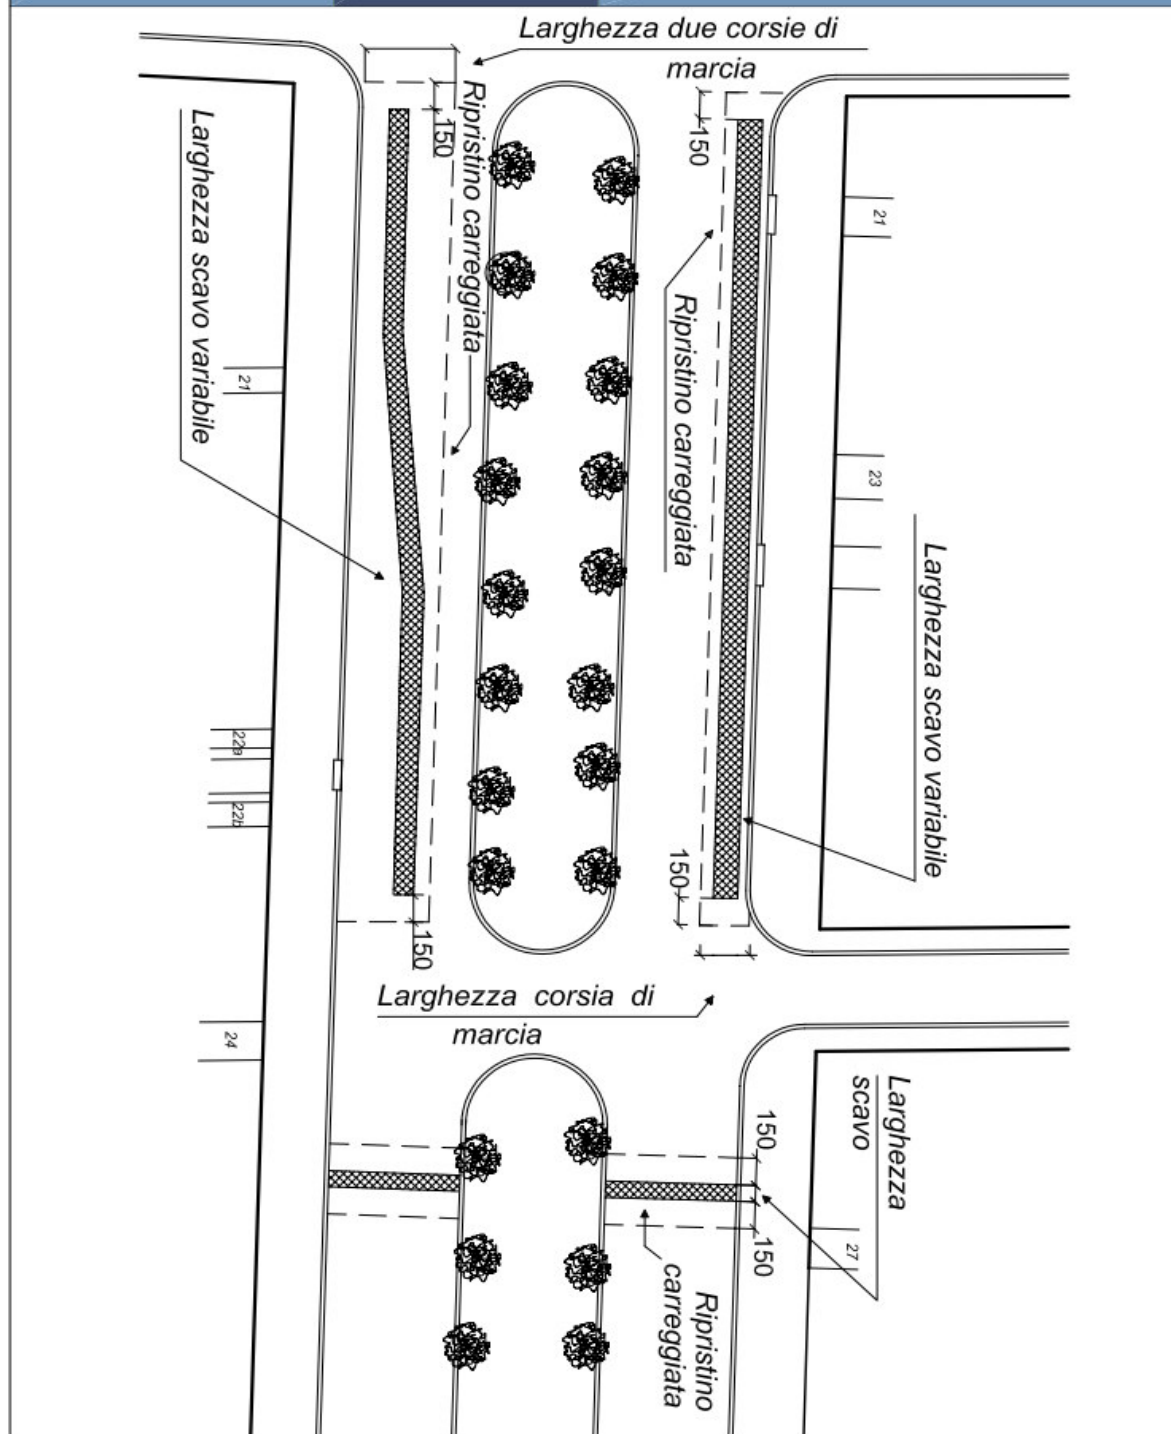 Larghezza due corsie di
marcia
150
Ripristino carreggiata
150
Larghezza scavo variabile
21
21
Ripristino carreggiata
23
Larghezza scavo variabile
22a
22b
150
150
Larghezza corsia di
marcia
24
Larghezza
scavo
150
27
150
Ripristino
carreggiata